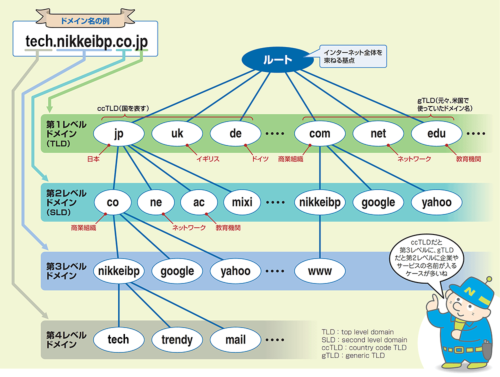 ドメイン名の例
tech.nikkeibp.co.jp
ルート
インターネット全体を
束ねる基点
ccTLD(国を表す)
gTLD(元々、米国で
使っていたドメイン名)
第1レベル
ドメイン
(TLD)
jp
uk
de
••••
com
net
edu
••••
日本
イギリス
ドイツ
商業組織
ネットワーク
教育機関
第2レベル
ドメイン
(SLD)
co
ne
ac
mixi
••••
nikkeibp
google
yahoo
商業組織
ネットワーク
教育機関
第3レベル
ドメイン
nikkeibp
google
yahoo
••••
www
ccTLDだと
第3レベルに、gTLD
だと第2レベルに企業や
サービスの名前が入る
ケースが多いね
第4レベル
ドメイン
tech
trendy
mail
••••
TLD：top level domain
SLD：second level domain
ccTLD：country code TLD
gTLD：generic TLD